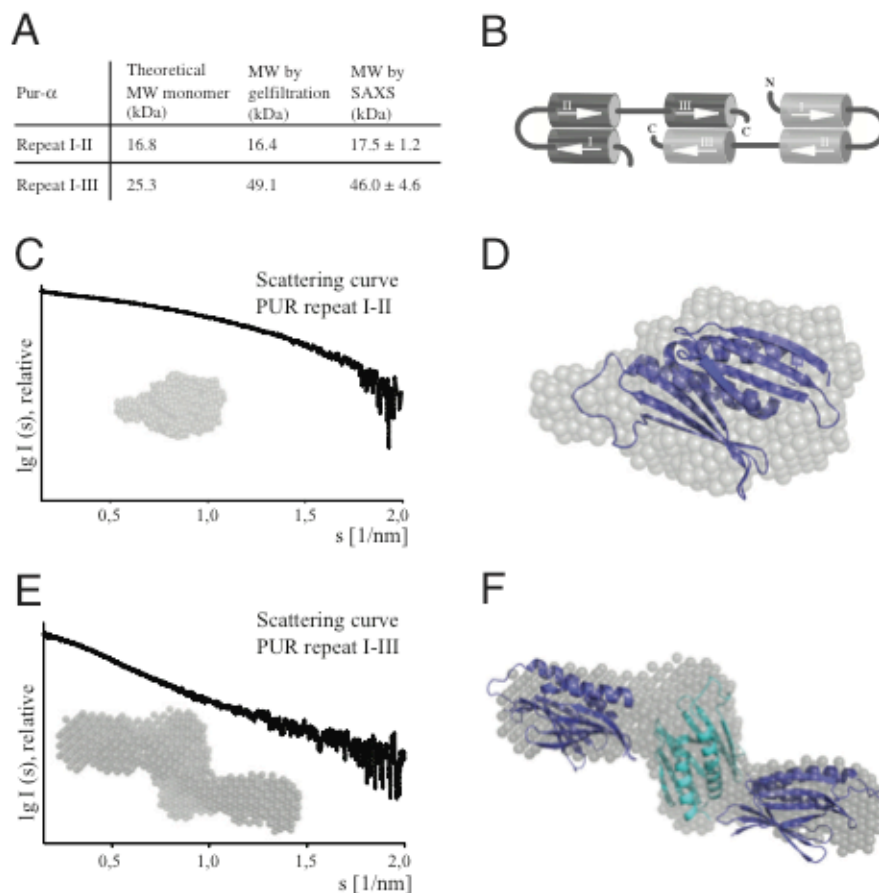 A
Pur-α
Theoretical
MW monomer
(kDa)
MW by
gelfiltration
(kDa)
MW by
SAXS
(kDa)
Repeat I-II 16.8 16.4 17.5 ± 1.2
Repeat I-III 25.3 49.1 46.0 ± 4.6
B
N
II III I
C
I III C II
C
Scattering curve
PUR repeat I-II
lg I (s), relative
0,5 1,0 1,5 2,0
s [1/nm]
D
E
Scattering curve
PUR repeat I-III
lg I (s), relative
0,5 1,0 1,5 2,0
s [1/nm]
F